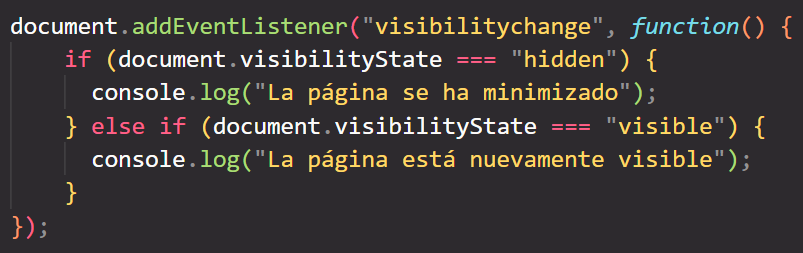 document.addEventListener("visibilitychange", function() {
    if (document.visibilityState === "hidden") {
      console.log("La página se ha minimizado");
    } else if (document.visibilityState === "visible") {
      console.log("La página está nuevamente visible");
    }
});